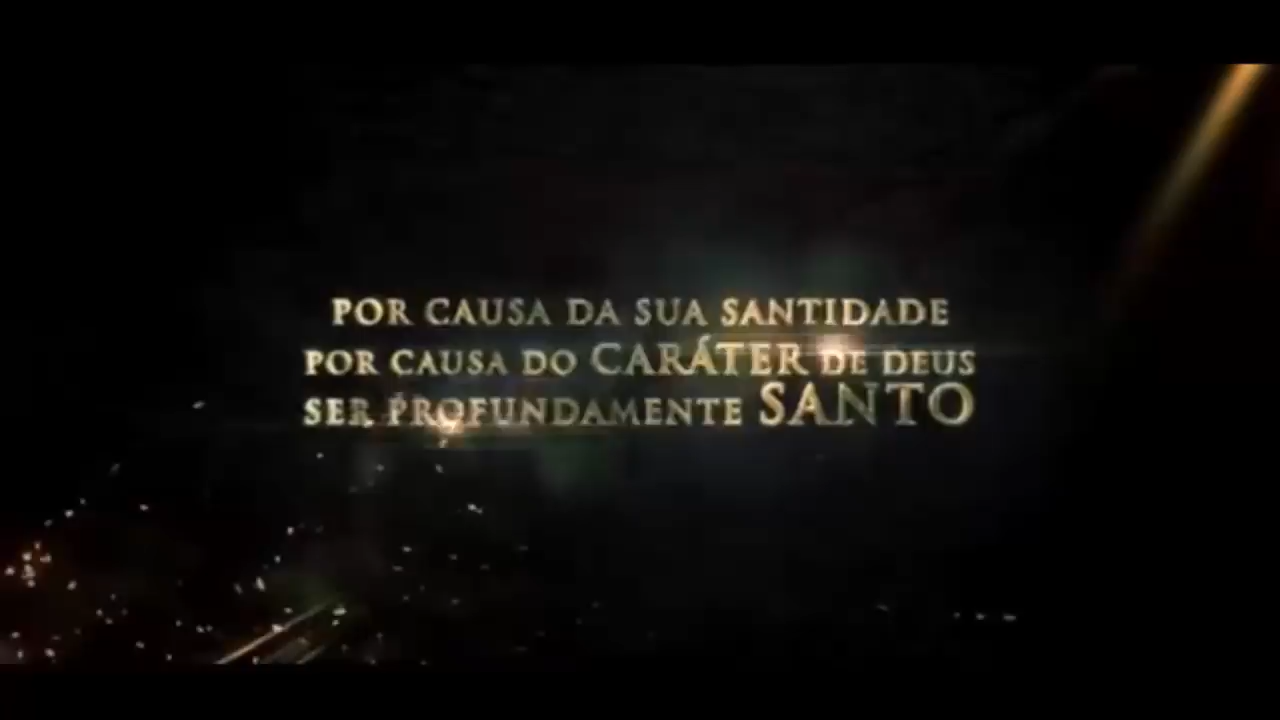 POR CAUSA DA SUA SANTIDADE
POR CAUSA DO CARÁTER DE DEUS
SER PROFUNDAMENTE SANTO